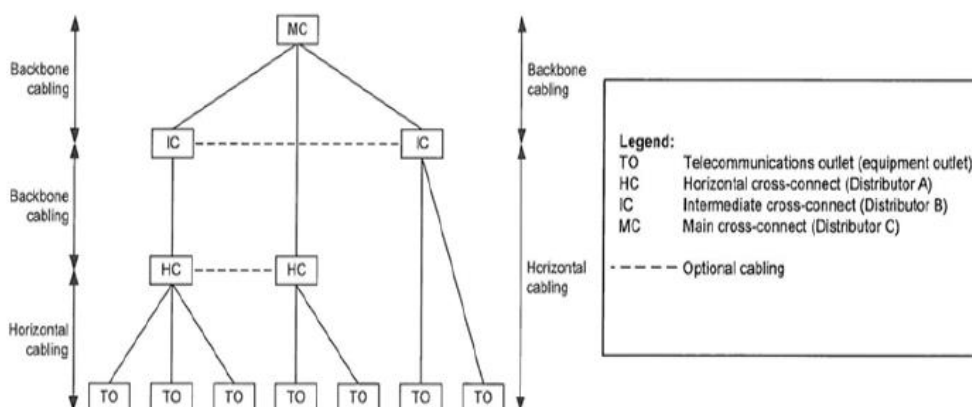 MC
Backbone
cabling
Backbone
cabling
IC
IC
Backbone
cabling
HC
HC
Horizontal
cabling
Horizontal
cabling
TO TO TO TO TO TO TO
Legend:
TO Telecommunications outlet (equipment outlet)
HC Horizontal cross-connect (Distributor A)
IC Intermediate cross-connect (Distributor B)
MC Main cross-connect (Distributor C)
Optional cabling